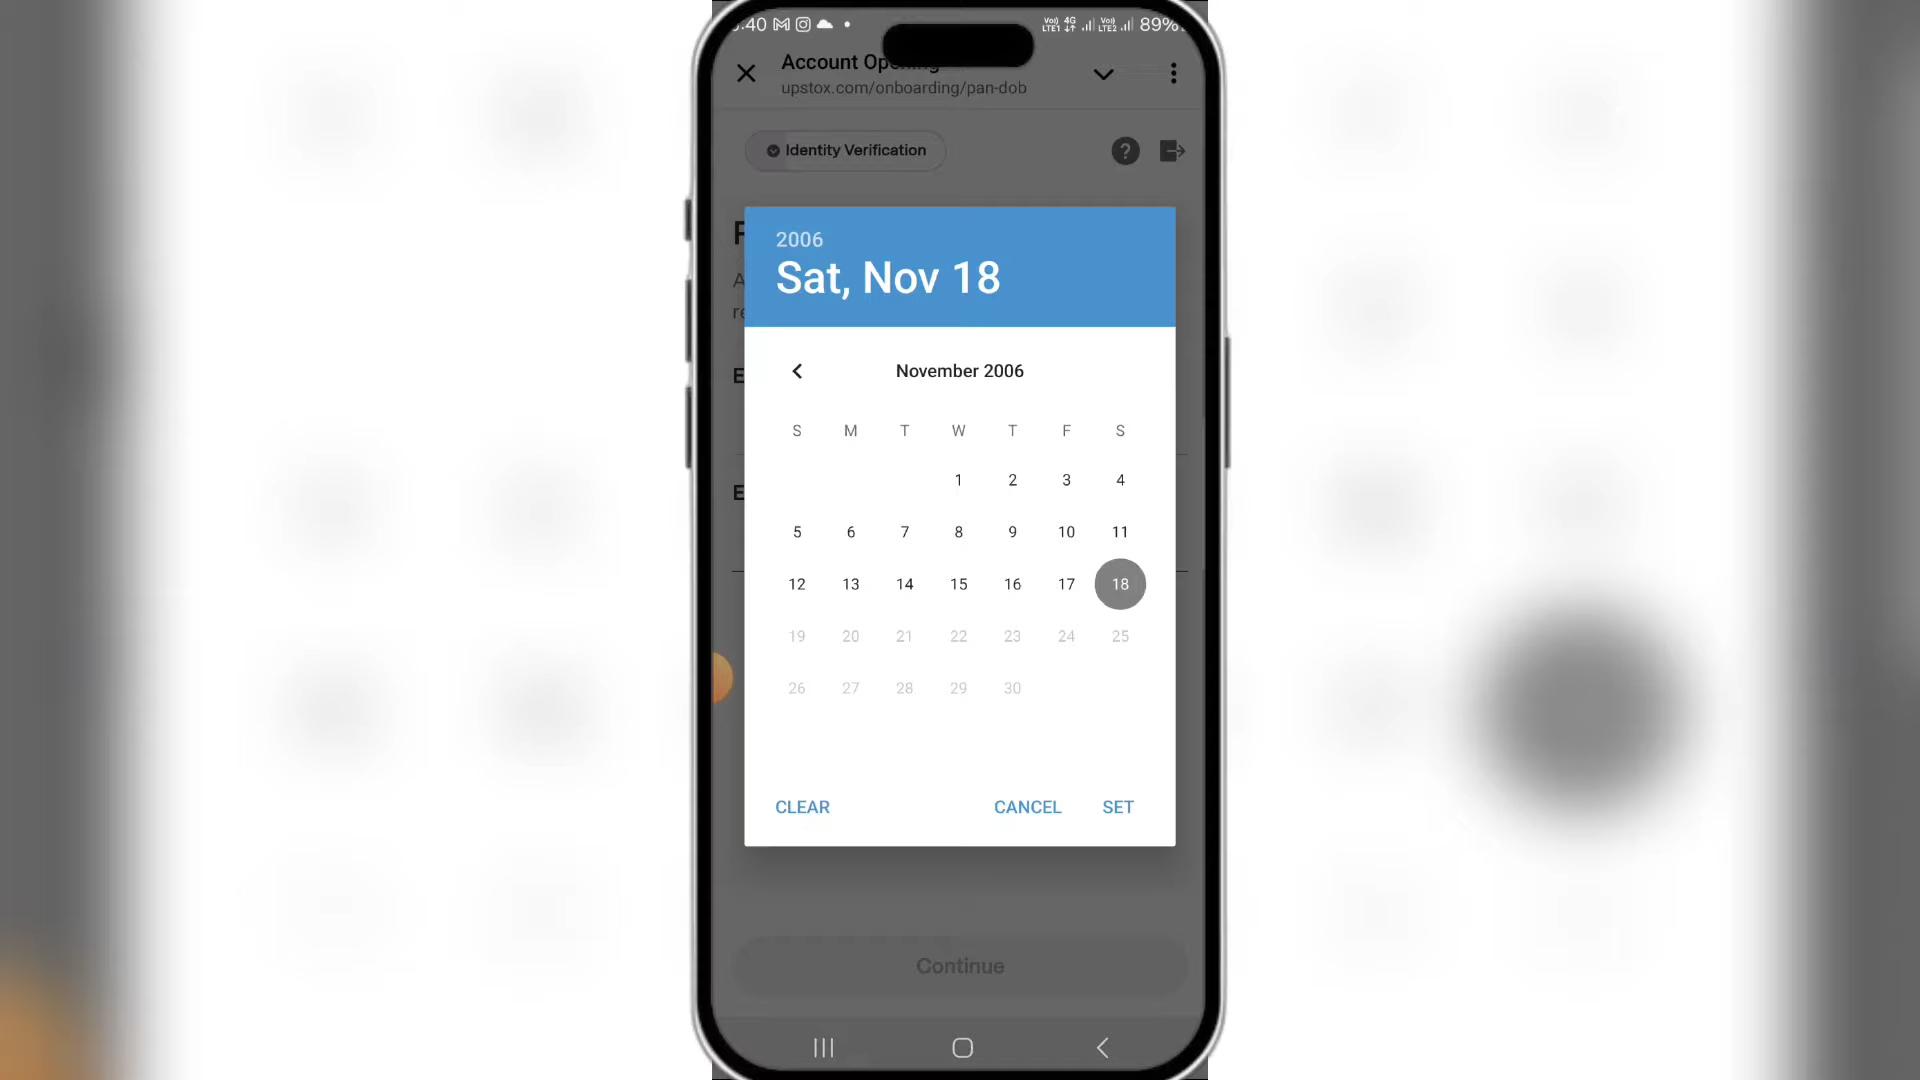 :40 89%
Account Opening
upstox.com/onboarding/pan-dob
Identity Verification
?
2006
Sat, Nov 18
November 2006
S M T W T F S
1 2 3 4
5 6 7 8 9 10 11
12 13 14 15 16 17 18
19 20 21 22 23 24 25
26 27 28 29 30
CLEAR CANCEL SET
Continue